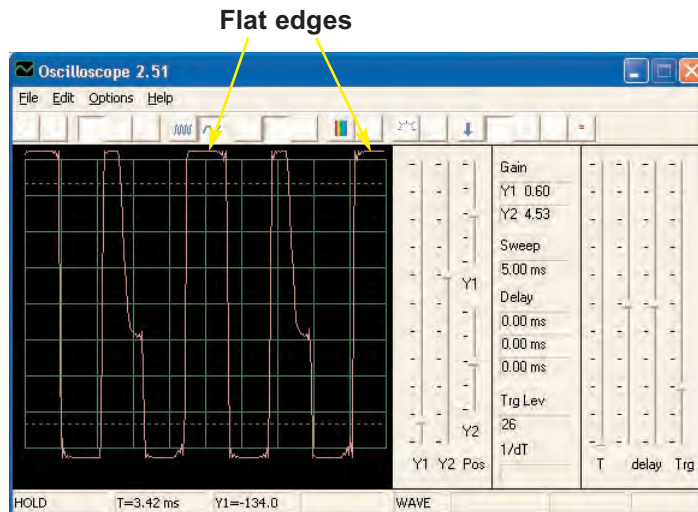 Flat edges
Oscilloscope 2.51
File Edit Options Help
Gain
Y1 0.60
Y2 4.53
Sweep
5.00 ms
Y1
Delay
0.00 ms
0.00 ms
0.00 ms
Trg Lev
26
Y2
1/dT
Y1 Y2 Pos
T delay Trg
HOLD T=3.42 ms Y1=-134.0 WAVE